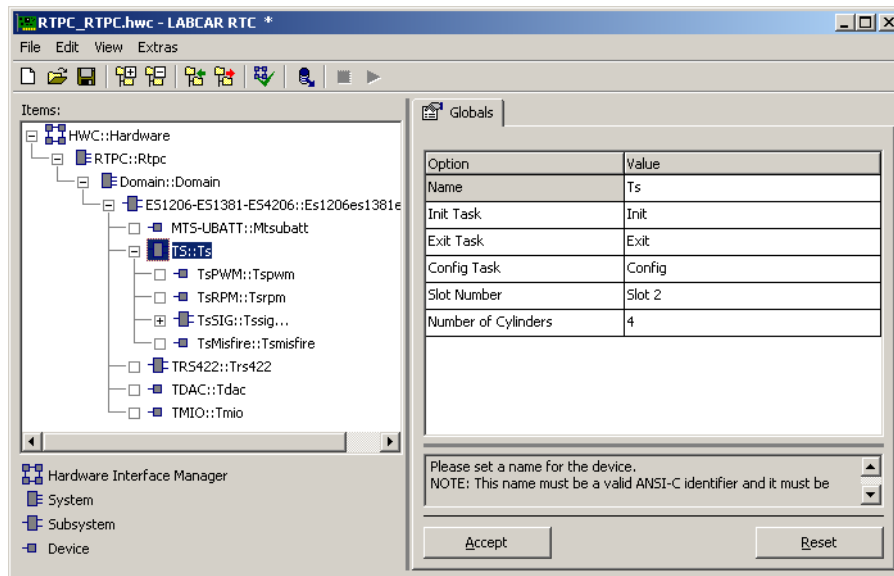 RTPC_RTPC.hwc - LABCAR RTC *
File Edit View Extras
Items:
HWC::Hardware
RTPC::Rtpc
Domain::Domain
ES1206-ES1381-ES4206::Es1206es1381e
MTS-UBATT::Mtsubatt
TS::Ts
TsPWM::Tspwm
TsRPM::Tsrpm
TsSIG::Tssig...
TsMisfire::Tsmisfire
TRS422::Trs422
TDAC::Tdac
TMIO::Tmio
Hardware Interface Manager
System
Subsystem
Device
Globals
Option Value
Name Ts
Init Task Init
Exit Task Exit
Config Task Config
Slot Number Slot 2
Number of Cylinders 4
Please set a name for the device.
NOTE: This name must be a valid ANSI-C identifier and it must be
Accept Reset